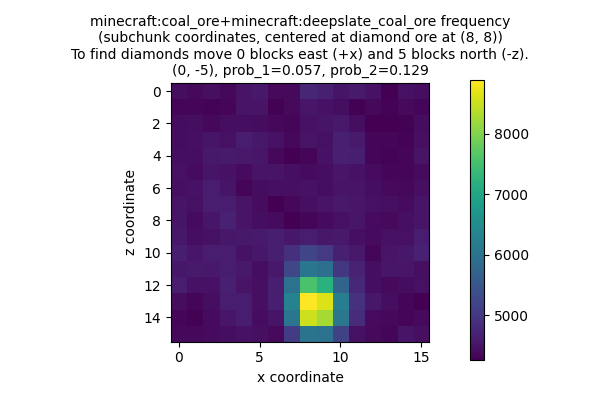 minecraft:coal_ore+minecraft:deepslate_coal_ore frequency
(subchunk coordinates, centered at diamond ore at (8, 8))
To find diamonds move 0 blocks east (+x) and 5 blocks north (-z).
(0, -5), prob_1=0.057, prob_2=0.129
0
2
4
6
8
10
12
14
z coordinate
0
5
10
15
x coordinate
8000
7000
6000
5000